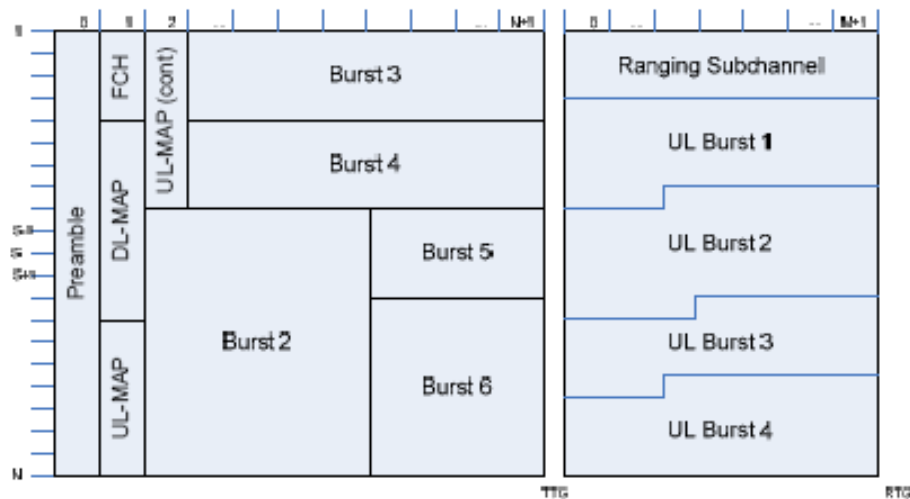 0 1 2 ... ... N+1
0 ... M+1
1
Preamble
FCH
DL-MAP
UL-MAP
UL-MAP (cont)
Burst 3
Burst 4
Burst 2
Burst 5
Burst 6
S
N
Ranging Subchannell
UL Burst 1
UL Burst 2
UL Burst 3
UL Burst 4
TTG
RTG